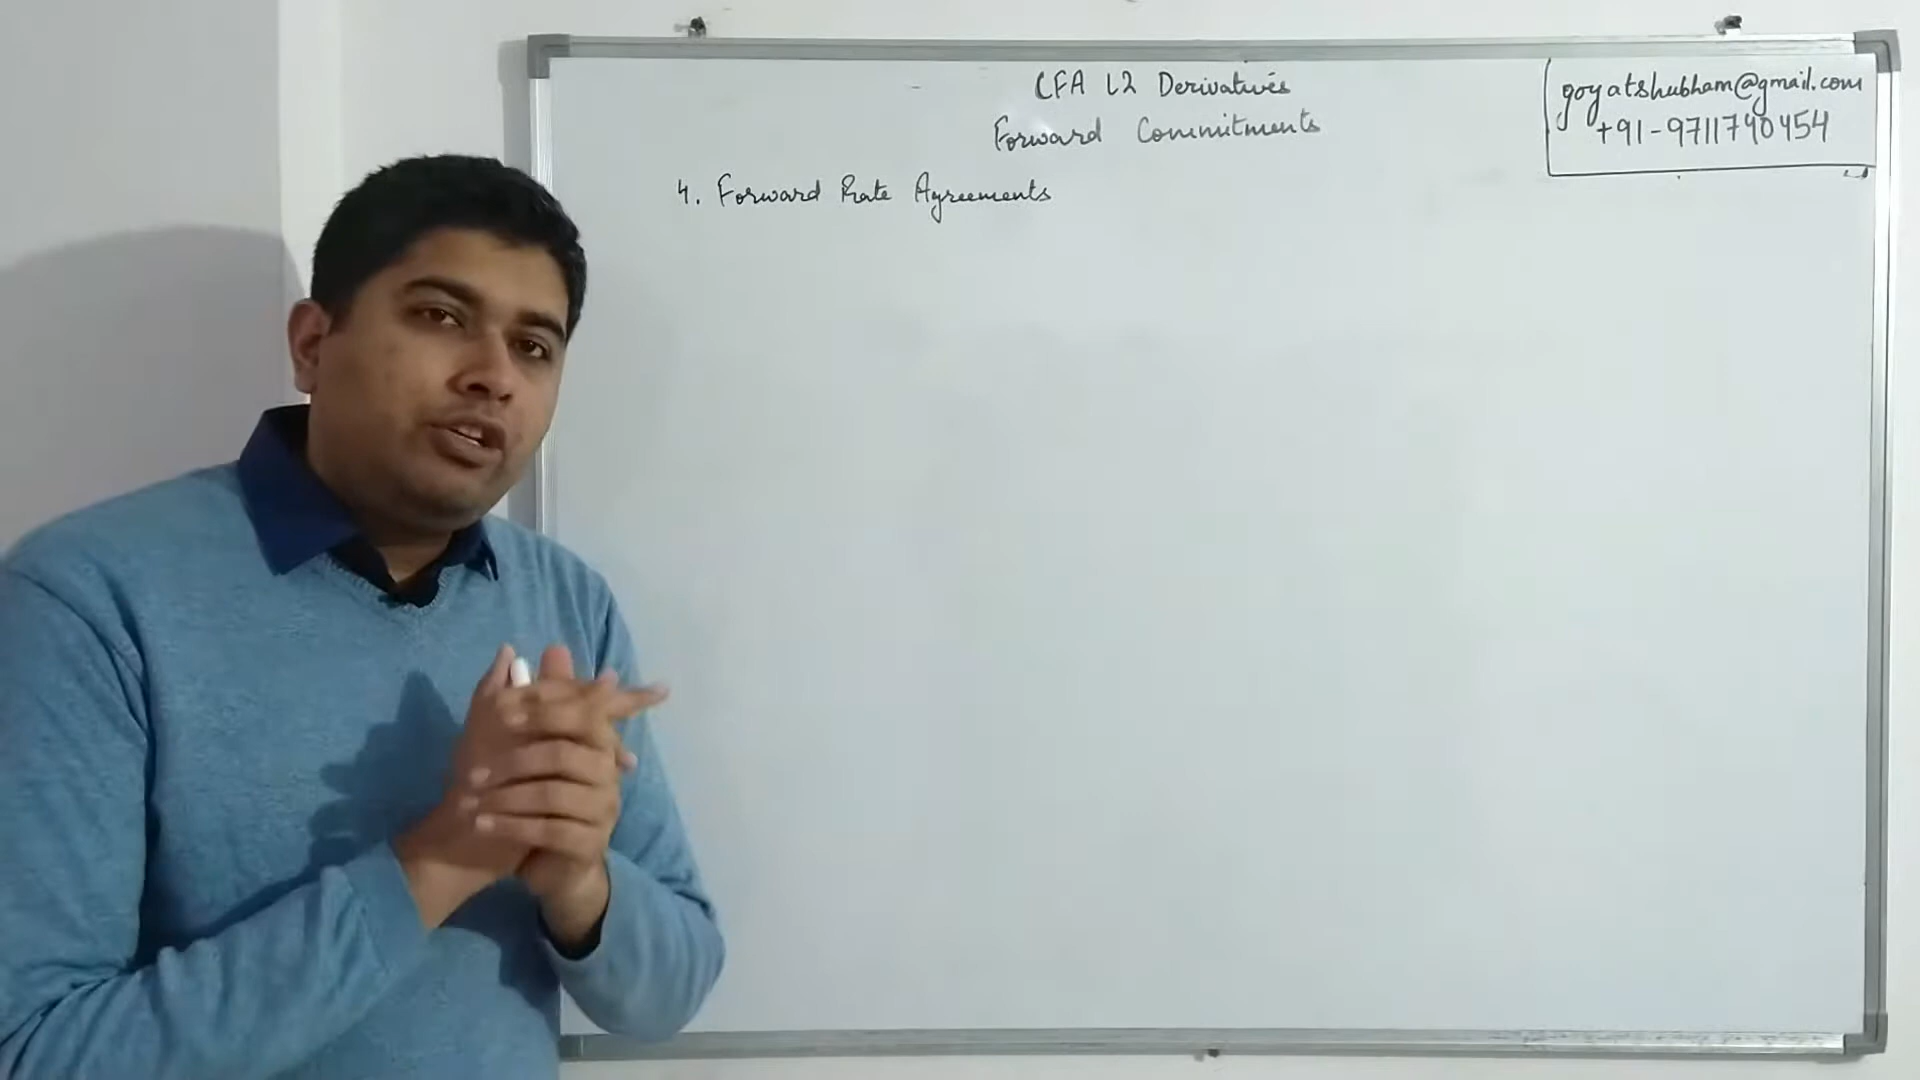 CFA L2 Derivatives
Forward Commitments
goyatshubham@gmail.com
+91-9711740454
4. Forward Rate Agreements